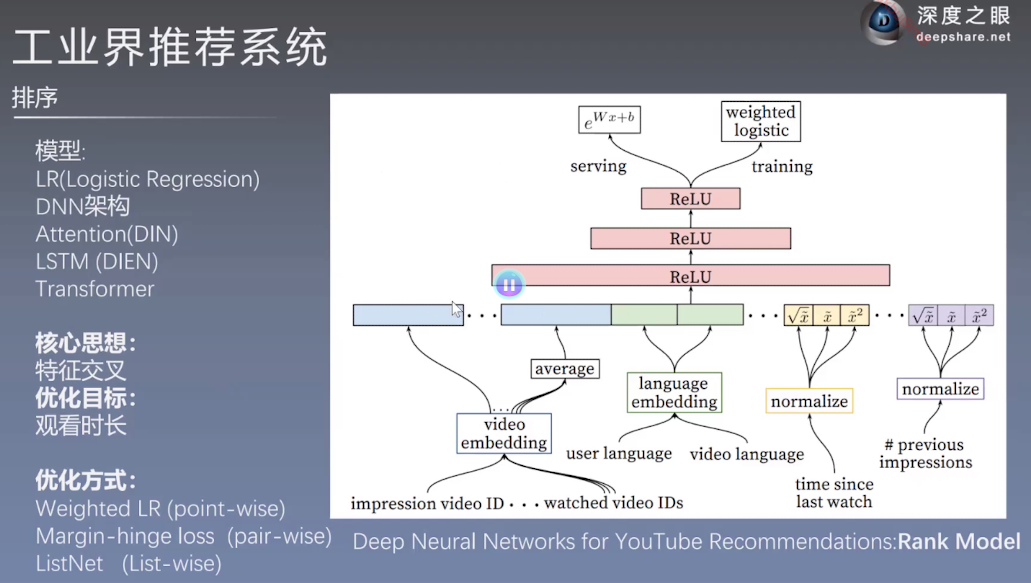 深度之眼
deepshare.net
工业界推荐系统
排序
模型:
LR(Logistic Regression)
DNN架构
Attention(DIN)
LSTM (DIEN)
Transformer
核心思想:
特征交叉
优化目标:
观看时长
优化方式:
Weighted LR (point-wise)
Margin-hinge loss (pair-wise)
ListNet (List-wise)
e^{Wx+b}
weighted
logistic
serving
training
ReLU
ReLU
ReLU
... ... ...
√x̃ x̃ x̃²
√x̃ x̃ x̃²
average
...
video
embedding
language
embedding
normalize
normalize
user language
video language
# previous
impressions
time since
last watch
impression video ID ... watched video IDs
Deep Neural Networks for YouTube Recommendations:Rank Model